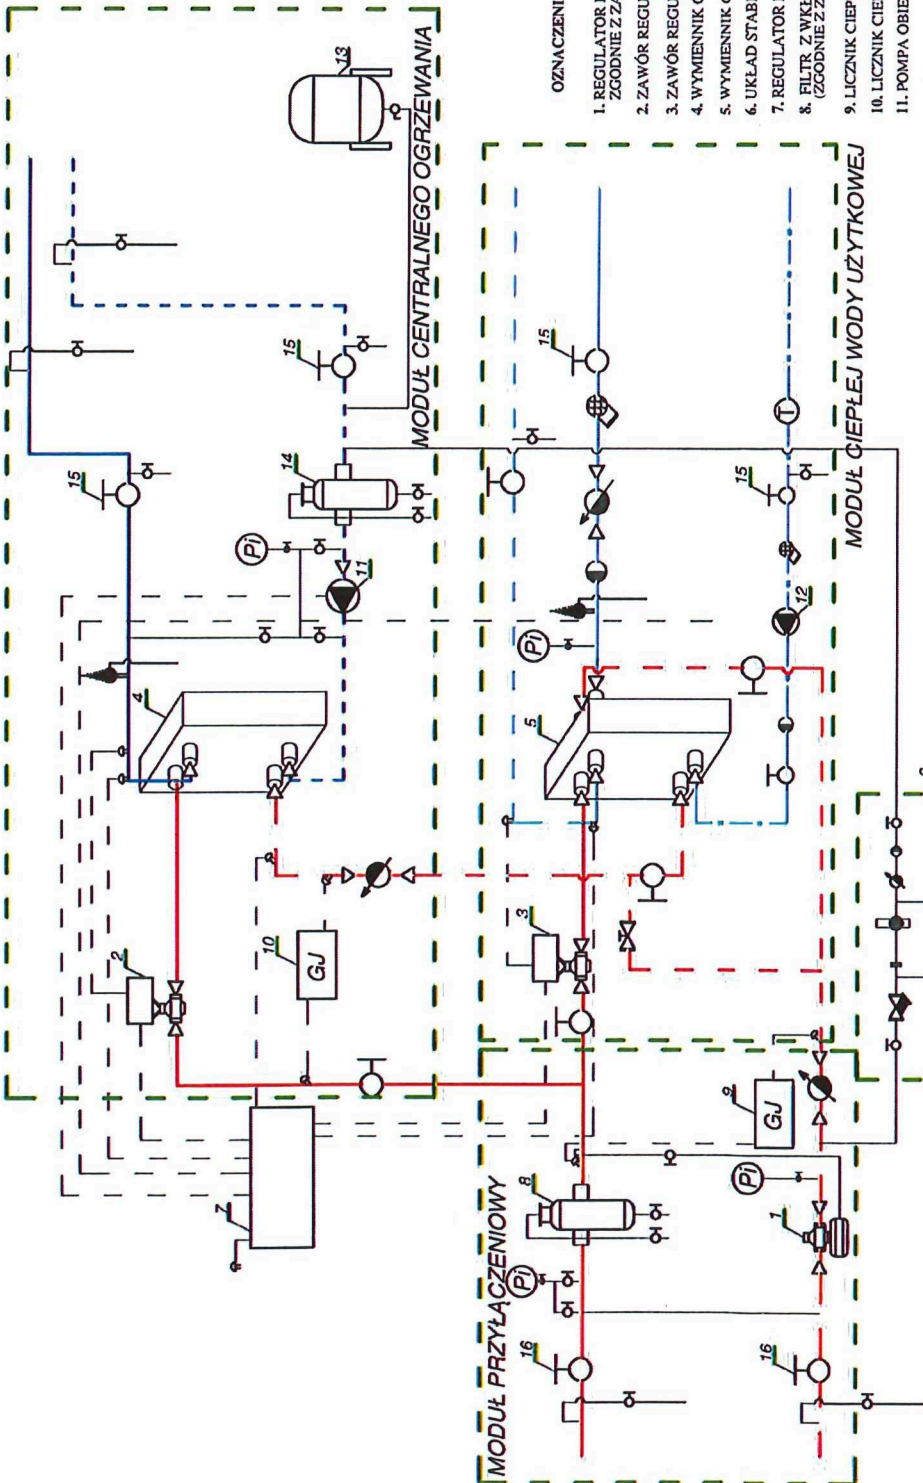 MODUŁ CENTRALNEGO OGRZEWANIA
13
15
15
14
Pi
11
4
2
10
GJ
7
MODUŁ CIEPŁEJ WODY UŻYTKOWEJ
15
15
T
Pi
12
5
3
MODUŁ PRZYŁĄCZENIOWY
9
GJ
8
Pi
Pi
1
16
16
OZNACZENI
1. REGULATOR
ZGODNIE Z ZA
2. ZAWÓR REGU
3. ZAWÓR REGU
4. WYMIENNIK C
5. WYMIENNIK C
6. UKŁAD STABI
7. REGULATOR
8. FILTR Z WKŁ
(ZGODNIE Z Z
9. LICZNIK CIEP
10. LICZNIK CIE
11. POMPA OBIE